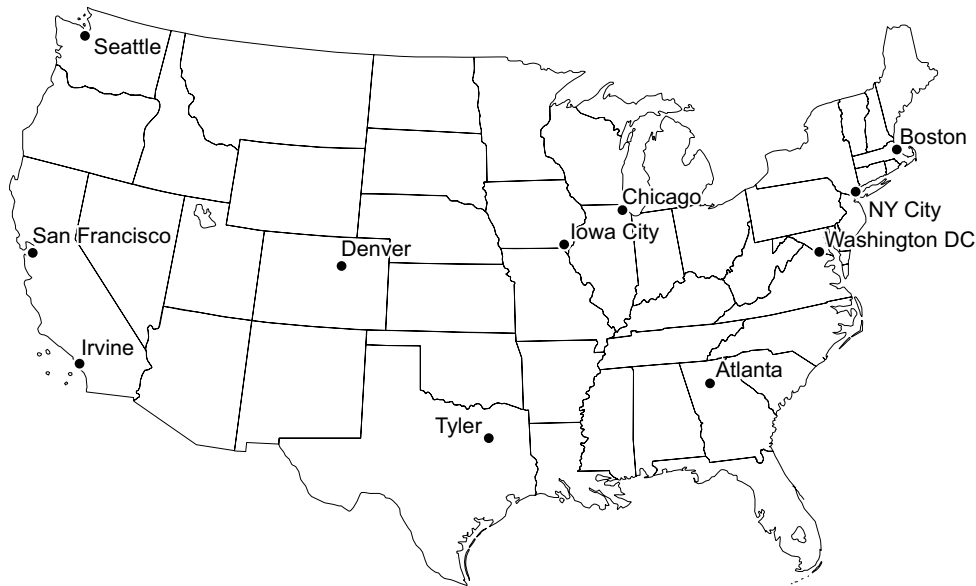 Seattle
Boston
Chicago
NY City
Iowa City
San Francisco
Washington DC
Denver
Irvine
Atlanta
Tyler